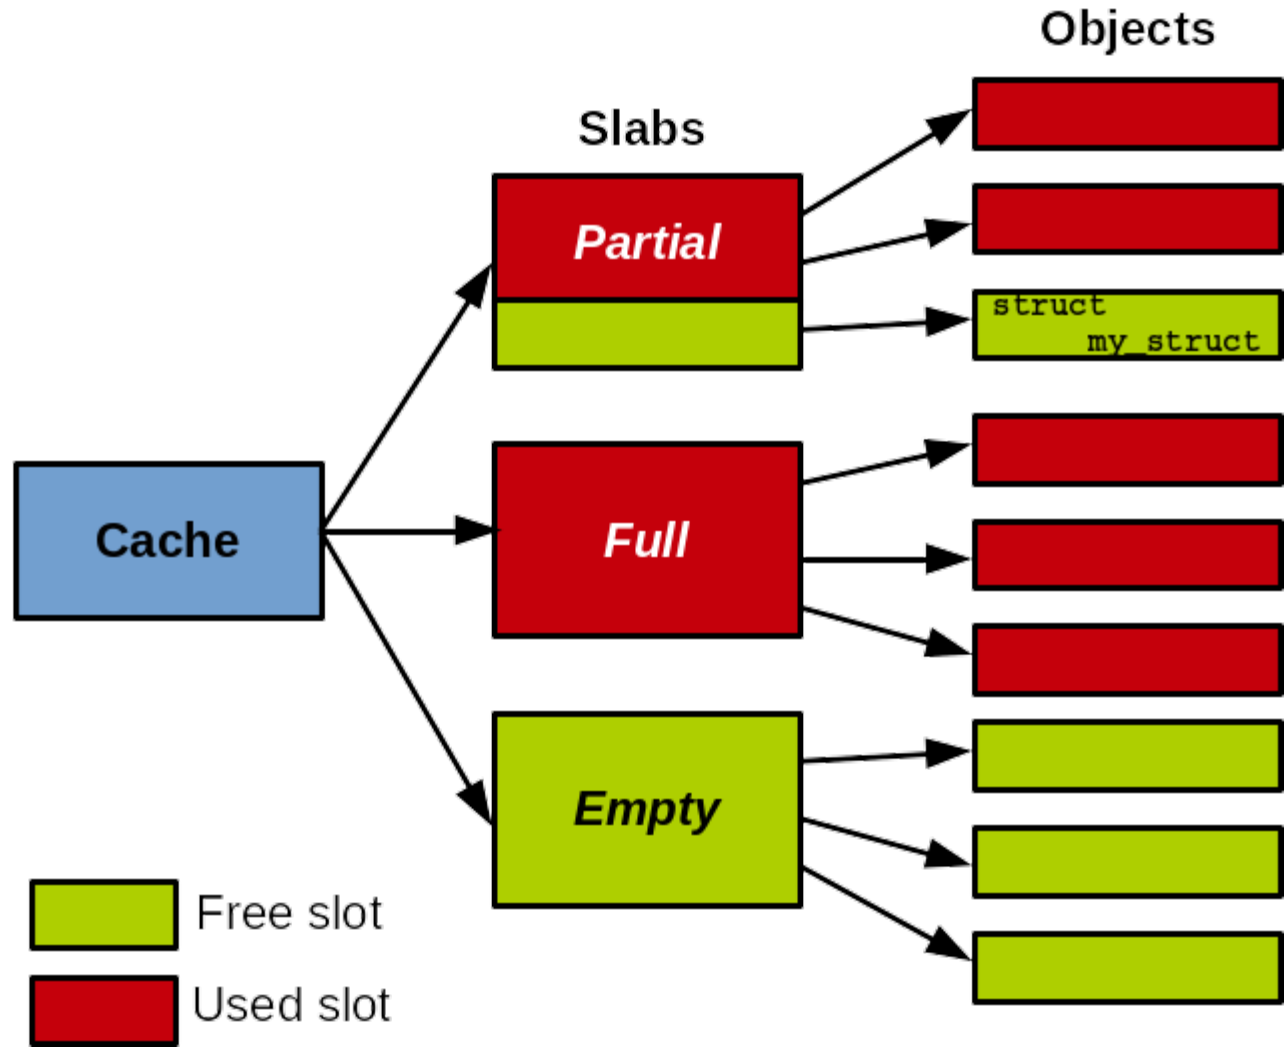 Objects
Slabs
Partial
struct
my_struct
Cache
Full
Empty
Free slot
Used slot